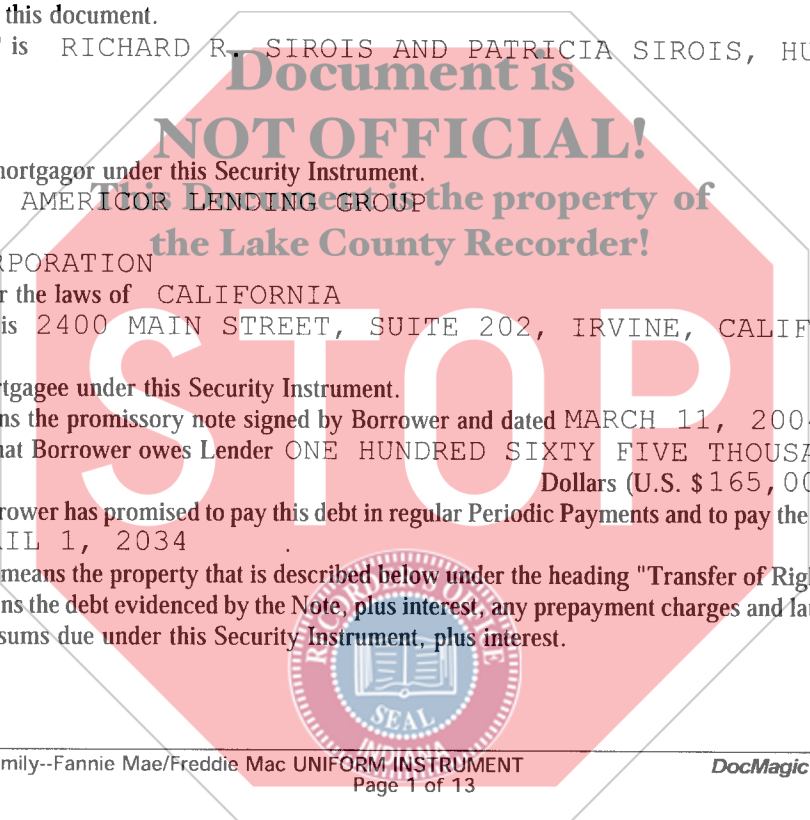 this document.
is RICHARD R. SIROIS AND PATRICIA SIROIS, HU
Document is
NOT OFFICIAL!
mortgagor under this Security Instrument.
This Document is the property of
AMERICOR LENDING GROUP
the Lake County Recorder!
RPORATION
r the laws of CALIFORNIA
is 2400 MAIN STREET, SUITE 202, IRVINE, CALIF
STOP
rtgagee under this Security Instrument.
ns the promissory note signed by Borrower and dated MARCH 11, 200
at Borrower owes Lender ONE HUNDRED SIXTY FIVE THOUSA
Dollars (U.S. $165,00
rower has promised to pay this debt in regular Periodic Payments and to pay the
IL 1, 2034 .
means the property that is described below under the heading "Transfer of Righ
ns the debt evidenced by the Note, plus interest, any prepayment charges and la
sums due under this Security Instrument, plus interest.
RECORDER OFFICE
SEAL
INDIANA
mily--Fannie Mae/Freddie Mac UNIFORM INSTRUMENT
DocMagic
Page 1 of 13